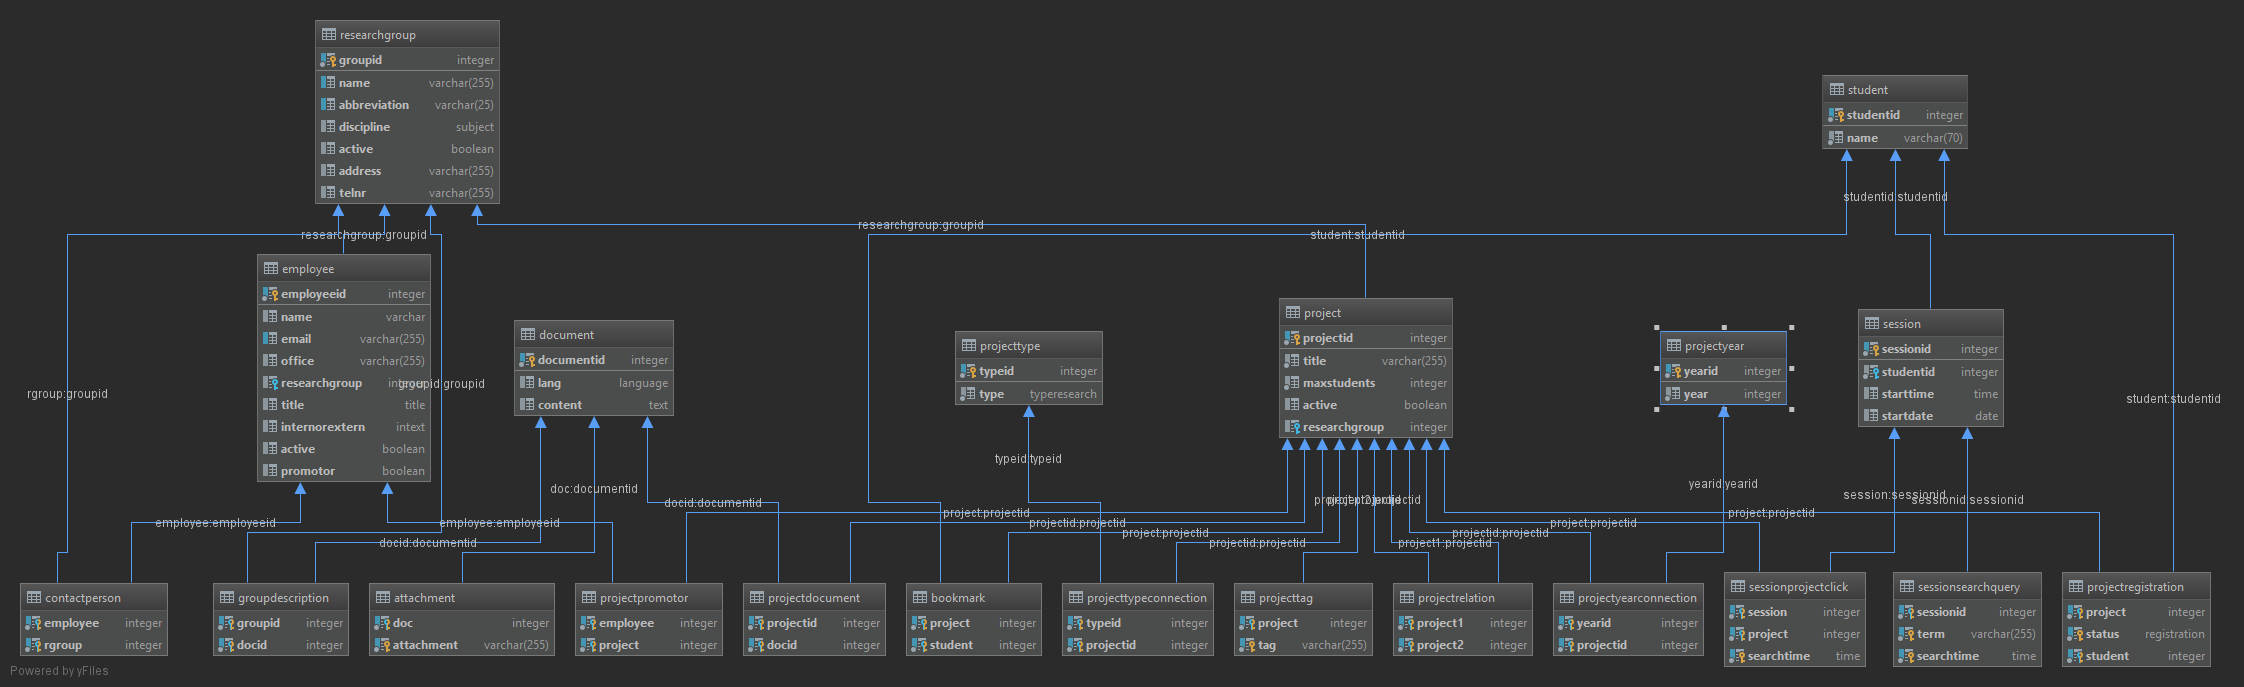 researchgroup
groupid integer
name varchar(255)
abbreviation varchar(25)
discipline subject
active boolean
address varchar(255)
telnr varchar(255)
student
studentid integer
name varchar(70)
studentid:studentid
researchgroup:groupid
researchgroup:groupid
student:studentid
employee
employeeid integer
name varchar
email varchar(255)
office varchar(255)
researchgroup integer
title title
internorextern intext
active boolean
promotor boolean
groupid:groupid
rgroup:groupid
document
documentid integer
lang language
content text
projecttype
typeid integer
type typeresearch
project
projectid integer
title varchar(255)
maxstudents integer
active boolean
researchgroup integer
projectyear
yearid integer
year integer
session
sessionid integer
studentid integer
starttime time
startdate date
student:studentid
typeid:typeid
doc:documentid
docid:documentid
yearid:yearid
session:sessionid
sessionid:sessionid
employee:employeeid
employee:employeeid
docid:documentid
project:projectid
projectid:projectid
project:projectid
projectid:projectid
project1:projectid
projectid:projectid
project:projectid
project:projectid
contactperson
employee integer
rgroup integer
groupdescription
groupid integer
docid integer
attachment
doc integer
attachment varchar(255)
projectpromotor
employee integer
project integer
projectdocument
projectid integer
docid integer
bookmark
project integer
student integer
projecttypeconnection
typeid integer
projectid integer
projecttag
project integer
tag varchar(255)
projectrelation
project1 integer
project2 integer
projectyearconnection
yearid integer
projectid integer
sessionprojectclick
session integer
project integer
searchtime time
sessionsearchquery
sessionid integer
term varchar(255)
searchtime time
projectregistration
project integer
status registration
student integer
Powered by yFiles